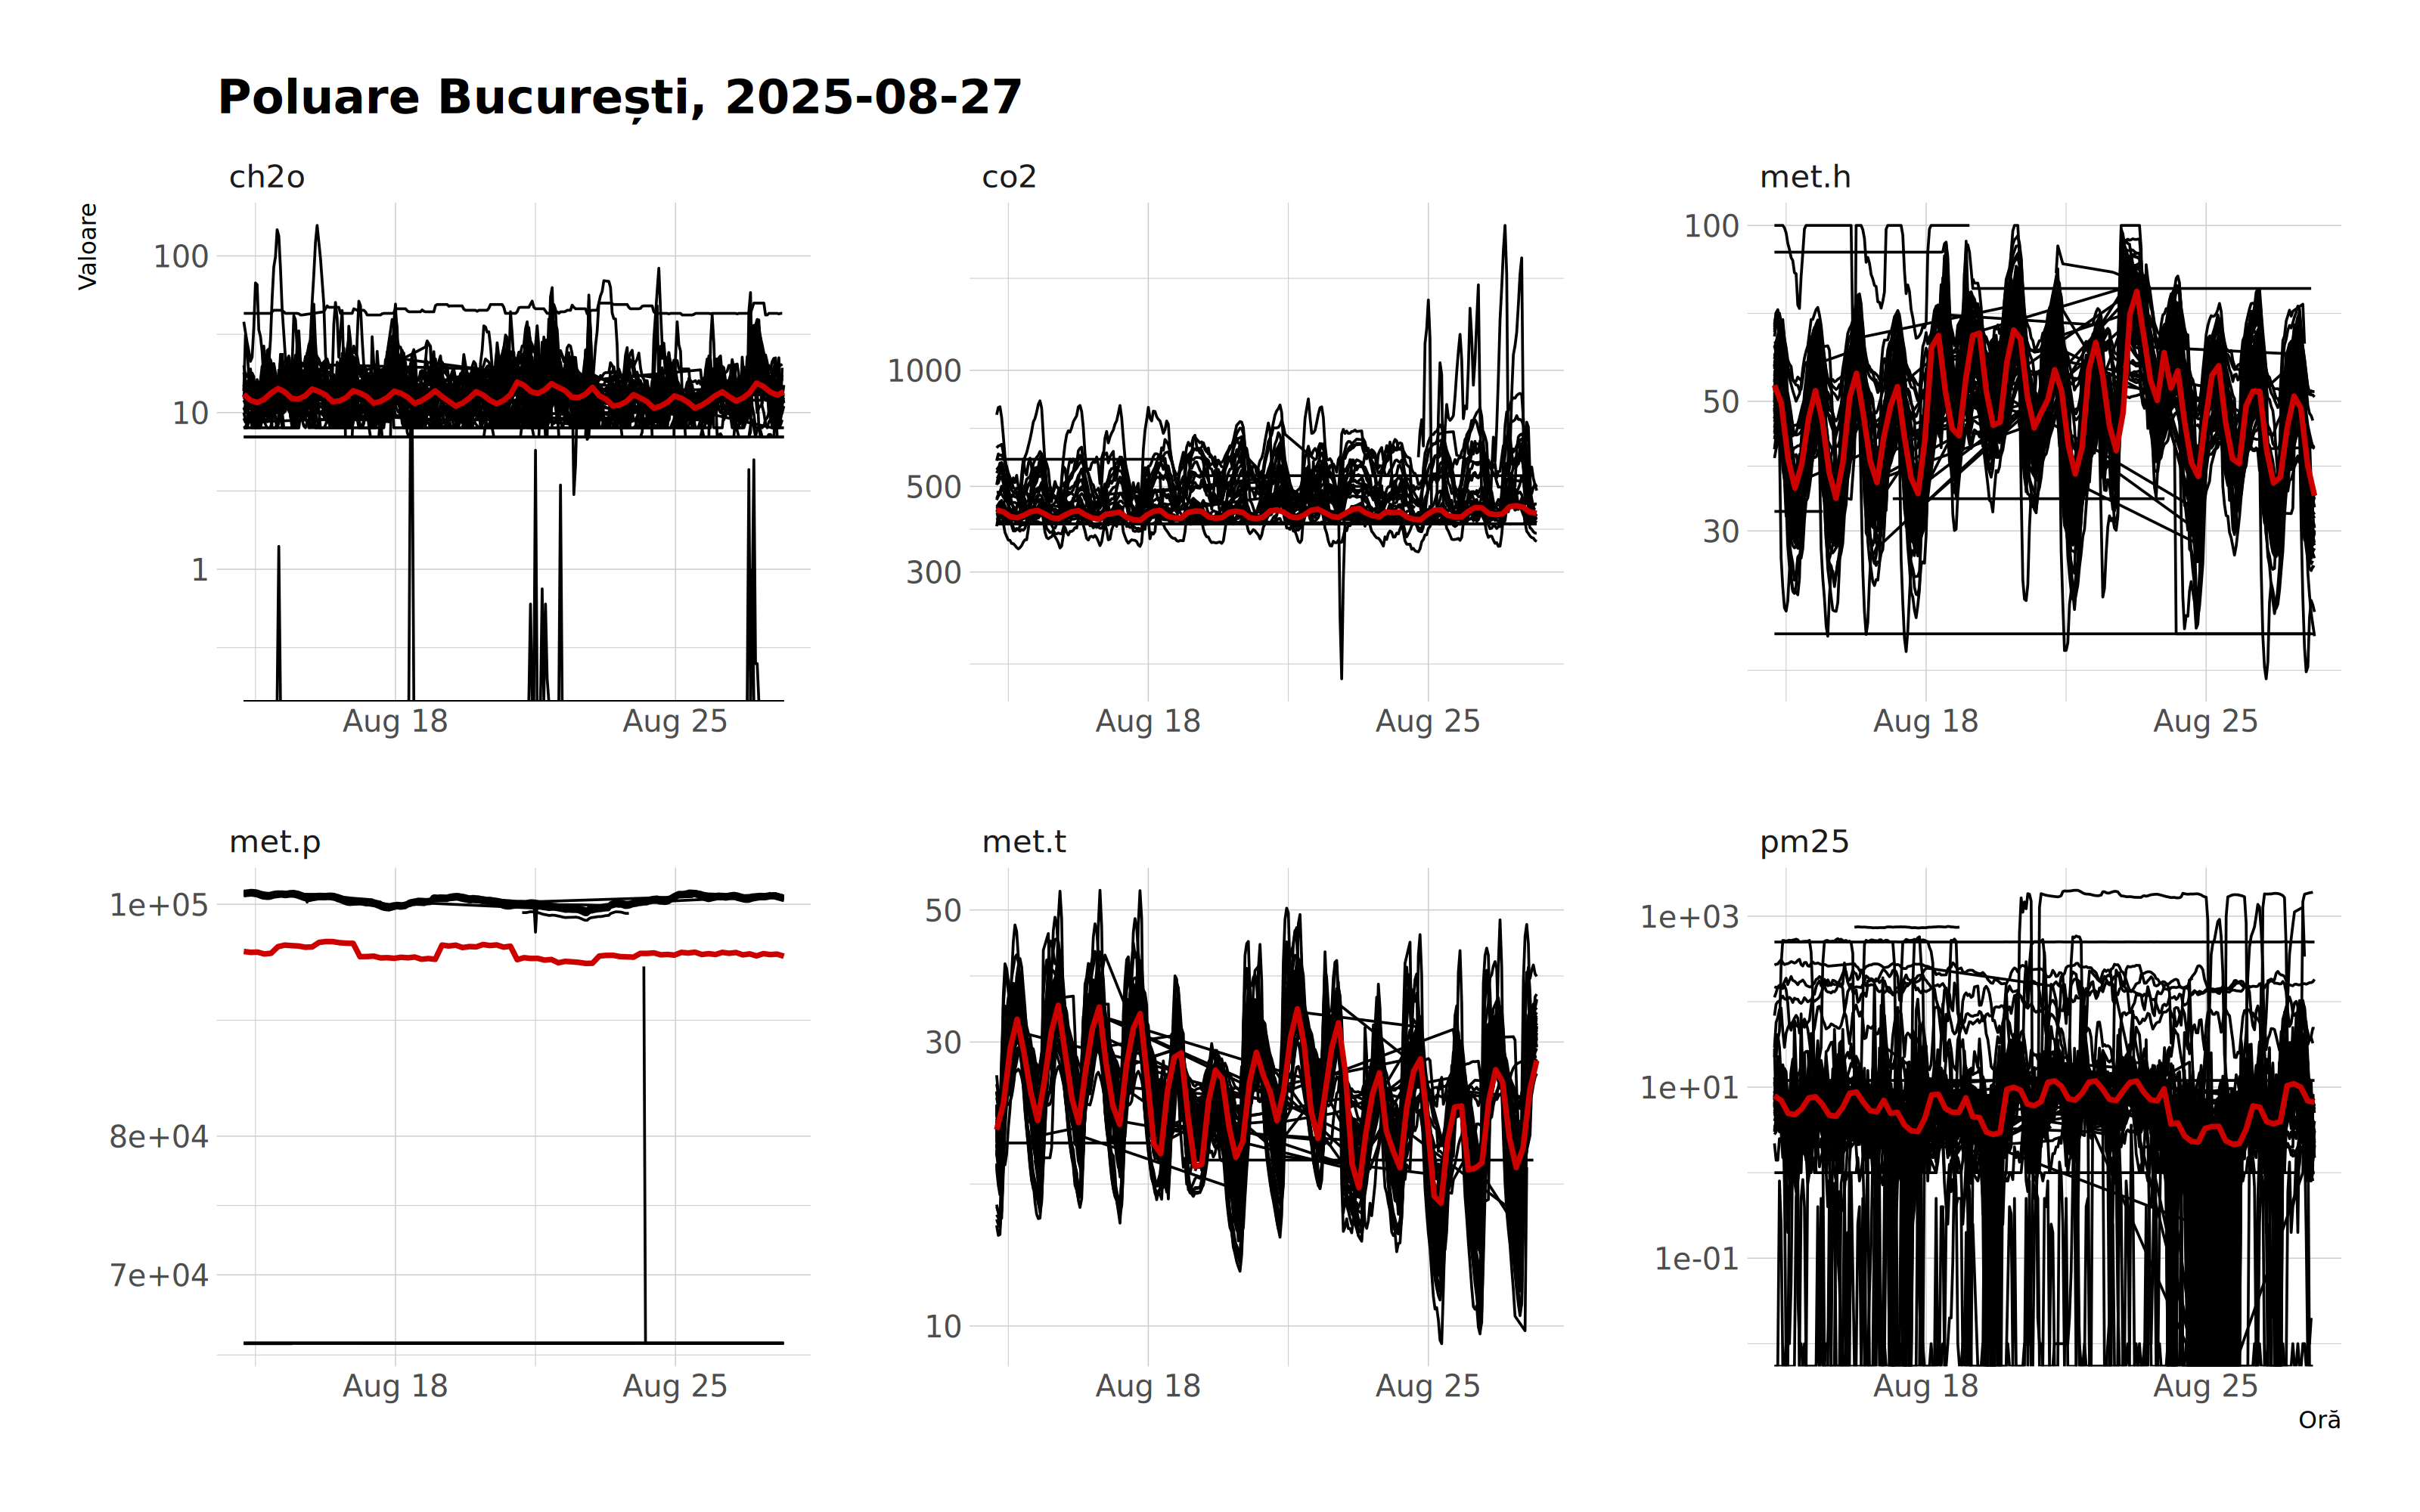 Poluare București, 2025-08-27
ch2o
co2
met.h
Valoare
100
10
1
Aug 18
Aug 25
1000
500
300
Aug 18
Aug 25
100
50
30
Aug 18
Aug 25
met.p
met.t
pm25
1e+05
8e+04
7e+04
Aug 18
Aug 25
50
30
10
Aug 18
Aug 25
1e+03
1e+01
1e-01
Aug 18
Aug 25
Oră